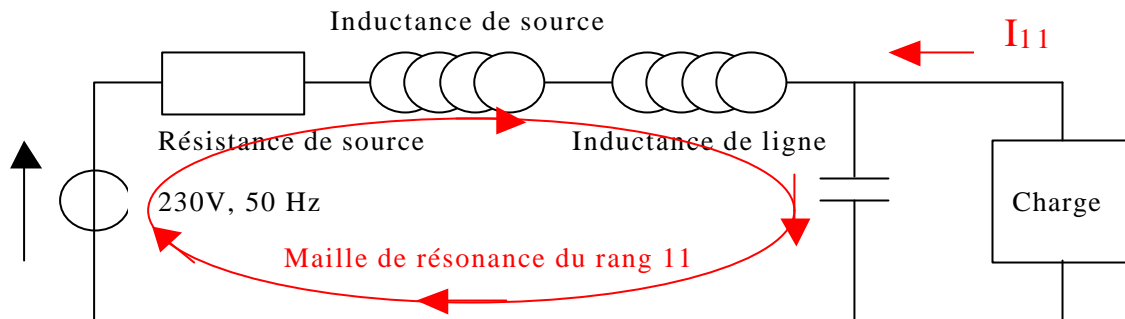 Inductance de source
I11
Résistance de source
Inductance de ligne
230V, 50 Hz
Charge
Maille de résonance du rang 11